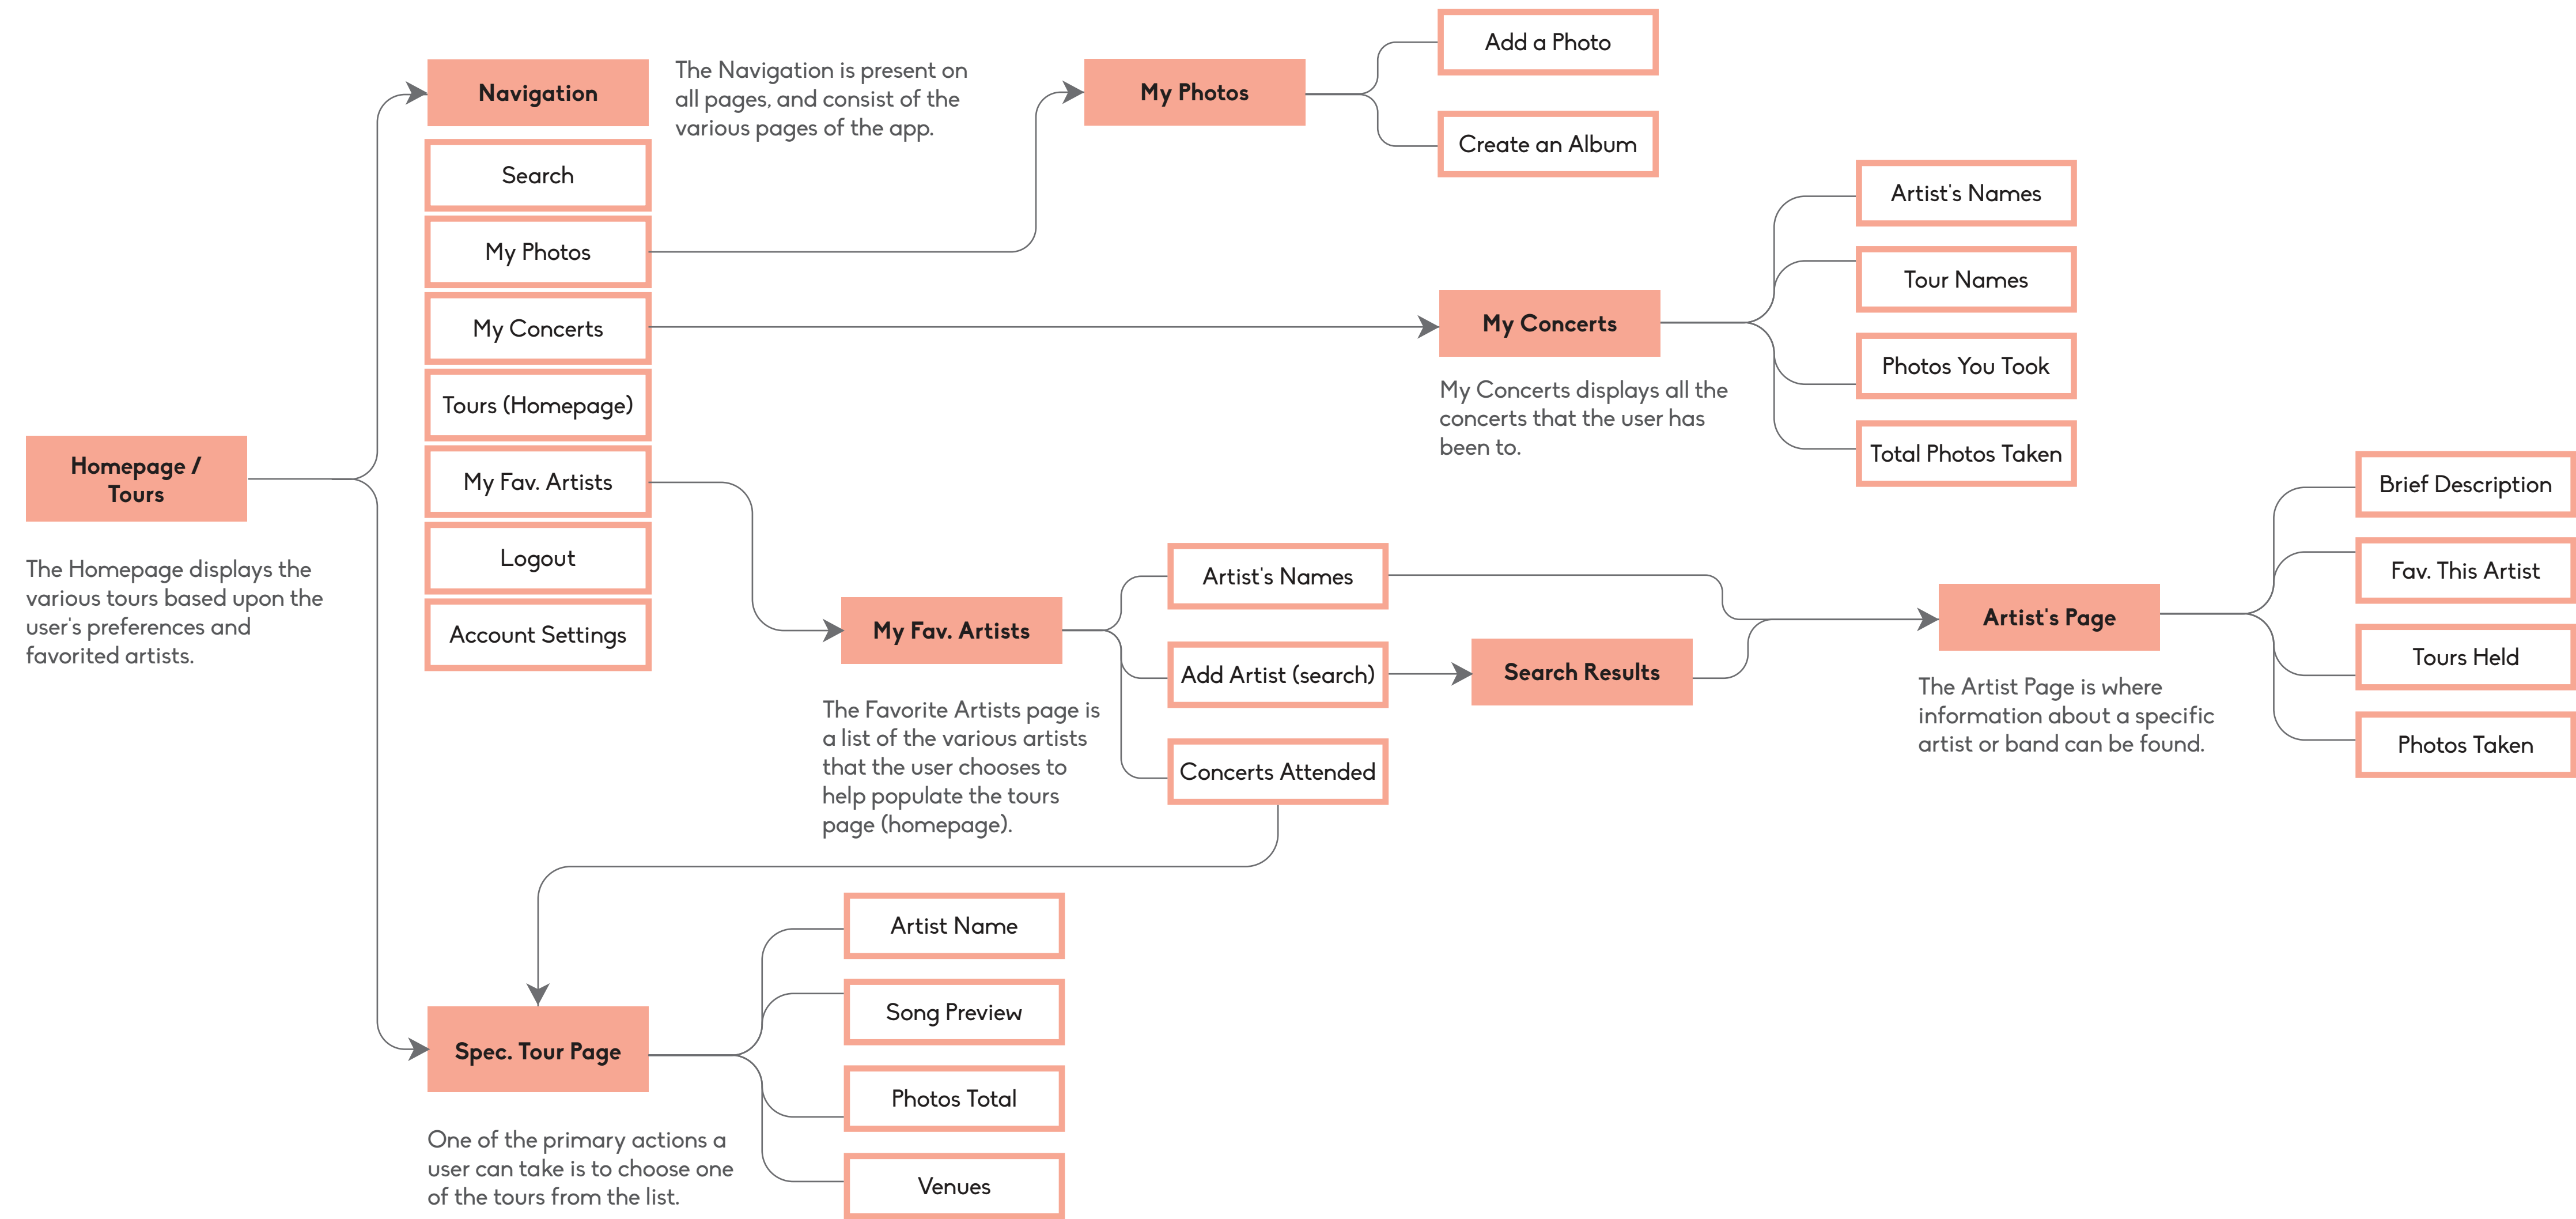 Homepage /
Tours
The Homepage displays the
various tours based upon the
user's preferences and
favorited artists.
Navigation
The Navigation is present on
all pages, and consist of the
various pages of the app.
Search
My Photos
My Concerts
Tours (Homepage)
My Fav. Artists
Logout
Account Settings
My Photos
Add a Photo
Create an Album
My Concerts
My Concerts displays all the
concerts that the user has
been to.
Artist's Names
Tour Names
Photos You Took
Total Photos Taken
My Fav. Artists
The Favorite Artists page is
a list of the various artists
that the user chooses to
help populate the tours
page (homepage).
Artist's Names
Add Artist (search)
Concerts Attended
Search Results
Artist's Page
The Artist Page is where
information about a specific
artist or band can be found.
Brief Description
Fav. This Artist
Tours Held
Photos Taken
Spec. Tour Page
One of the primary actions a
user can take is to choose one
of the tours from the list.
Artist Name
Song Preview
Photos Total
Venues